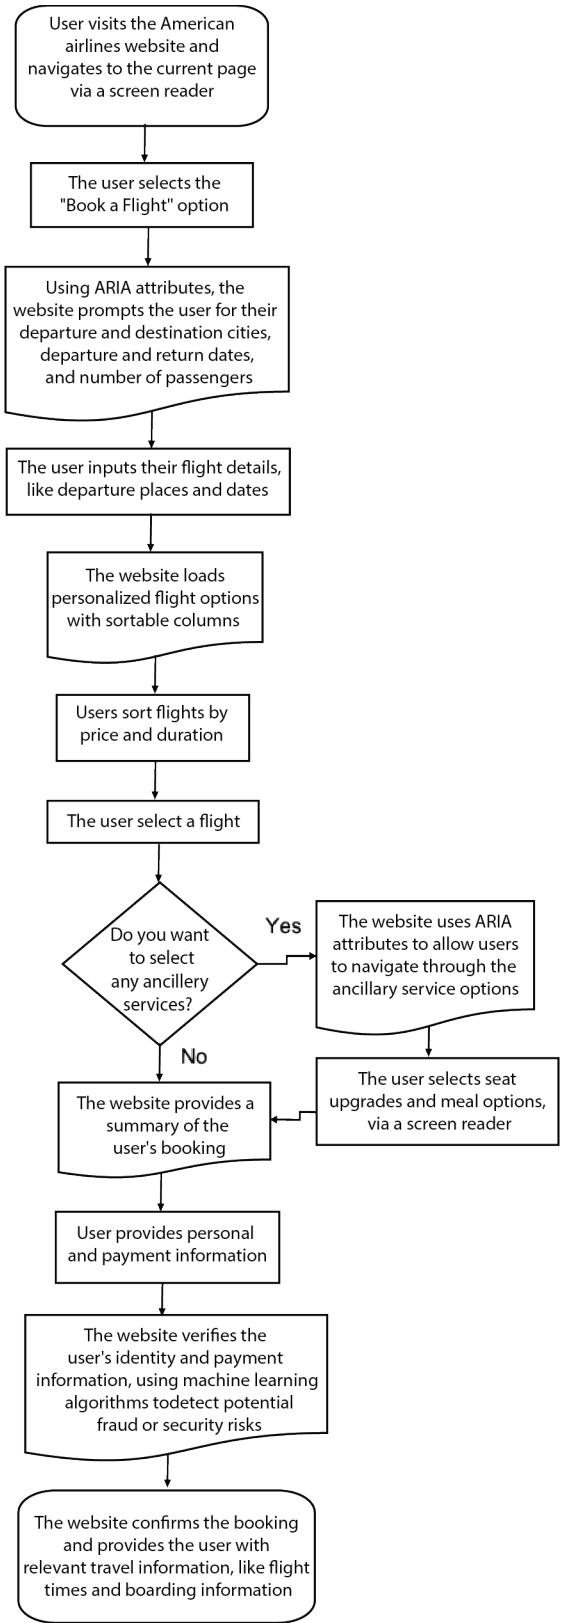 User visits the American
airlines website and
navigates to the current page
via a screen reader
The user selects the
"Book a Flight" option
Using ARIA attributes, the
website prompts the user for their
departure and destination cities,
departure and return dates,
and number of passengers
The user inputs their flight details,
like departure places and dates
The website loads
personalized flight options
with sortable columns
Users sort flights by
price and duration
The user select a flight
Do you want
to select
any ancillery
services?
Yes
The website uses ARIA
attributes to allow users
to navigate through the
ancillary service options
The user selects seat
upgrades and meal options,
via a screen reader
No
The website provides a
summary of the
user's booking
User provides personal
and payment information
The website verifies the
user's identity and payment
information, using machine learning
algorithms todetect potential
fraud or security risks
The website confirms the booking
and provides the user with
relevant travel information, like flight
times and boarding information